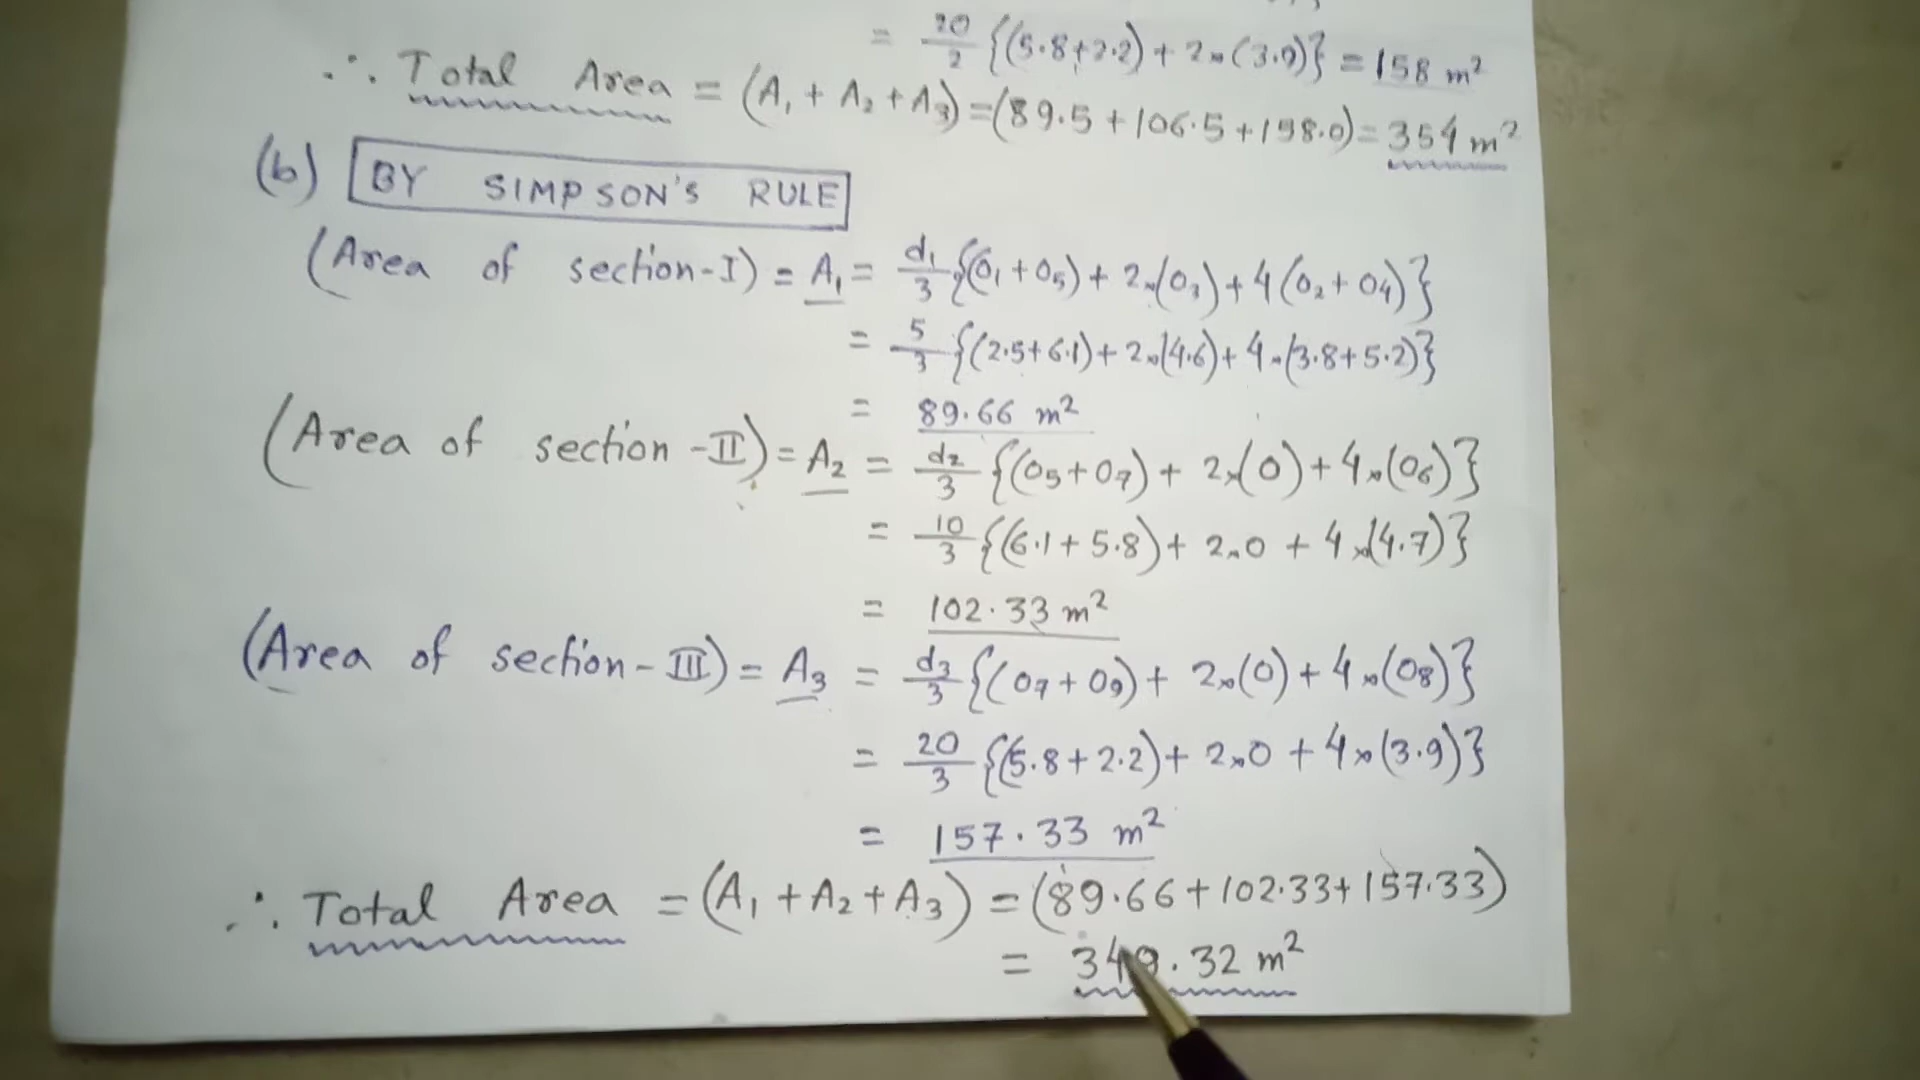 = 20/2 {(5.8+2.2) + 2×(3.9)} = 158 m²
∴ Total Area = (A₁ + A₂ + A₃) = (89.5 + 106.5 + 158.0) = 354 m²
(b) BY SIMPSON'S RULE
(Area of section-I) = A₁ = d₁/3 {(O₁ + O₅) + 2×(O₃) + 4(O₂ + O₄)}
= 5/3 {(2.5+6.1) + 2×(4.6) + 4×(3.8+5.2)}
= 89.66 m²
(Area of section-II) = A₂ = d₂/3 {(O₅+O₇) + 2×(0) + 4×(O₆)}
= 10/3 {(6.1+5.8) + 2×0 + 4×(4.7)}
= 102.33 m²
(Area of section-III) = A₃ = d₃/3 {(O₇+O₉) + 2×(0) + 4×(O₈)}
= 20/3 {(5.8+2.2) + 2×0 + 4×(3.9)}
= 157.33 m²
∴ Total Area = (A₁ + A₂ + A₃) = (89.66 + 102.33 + 157.33)
= 349.32 m²